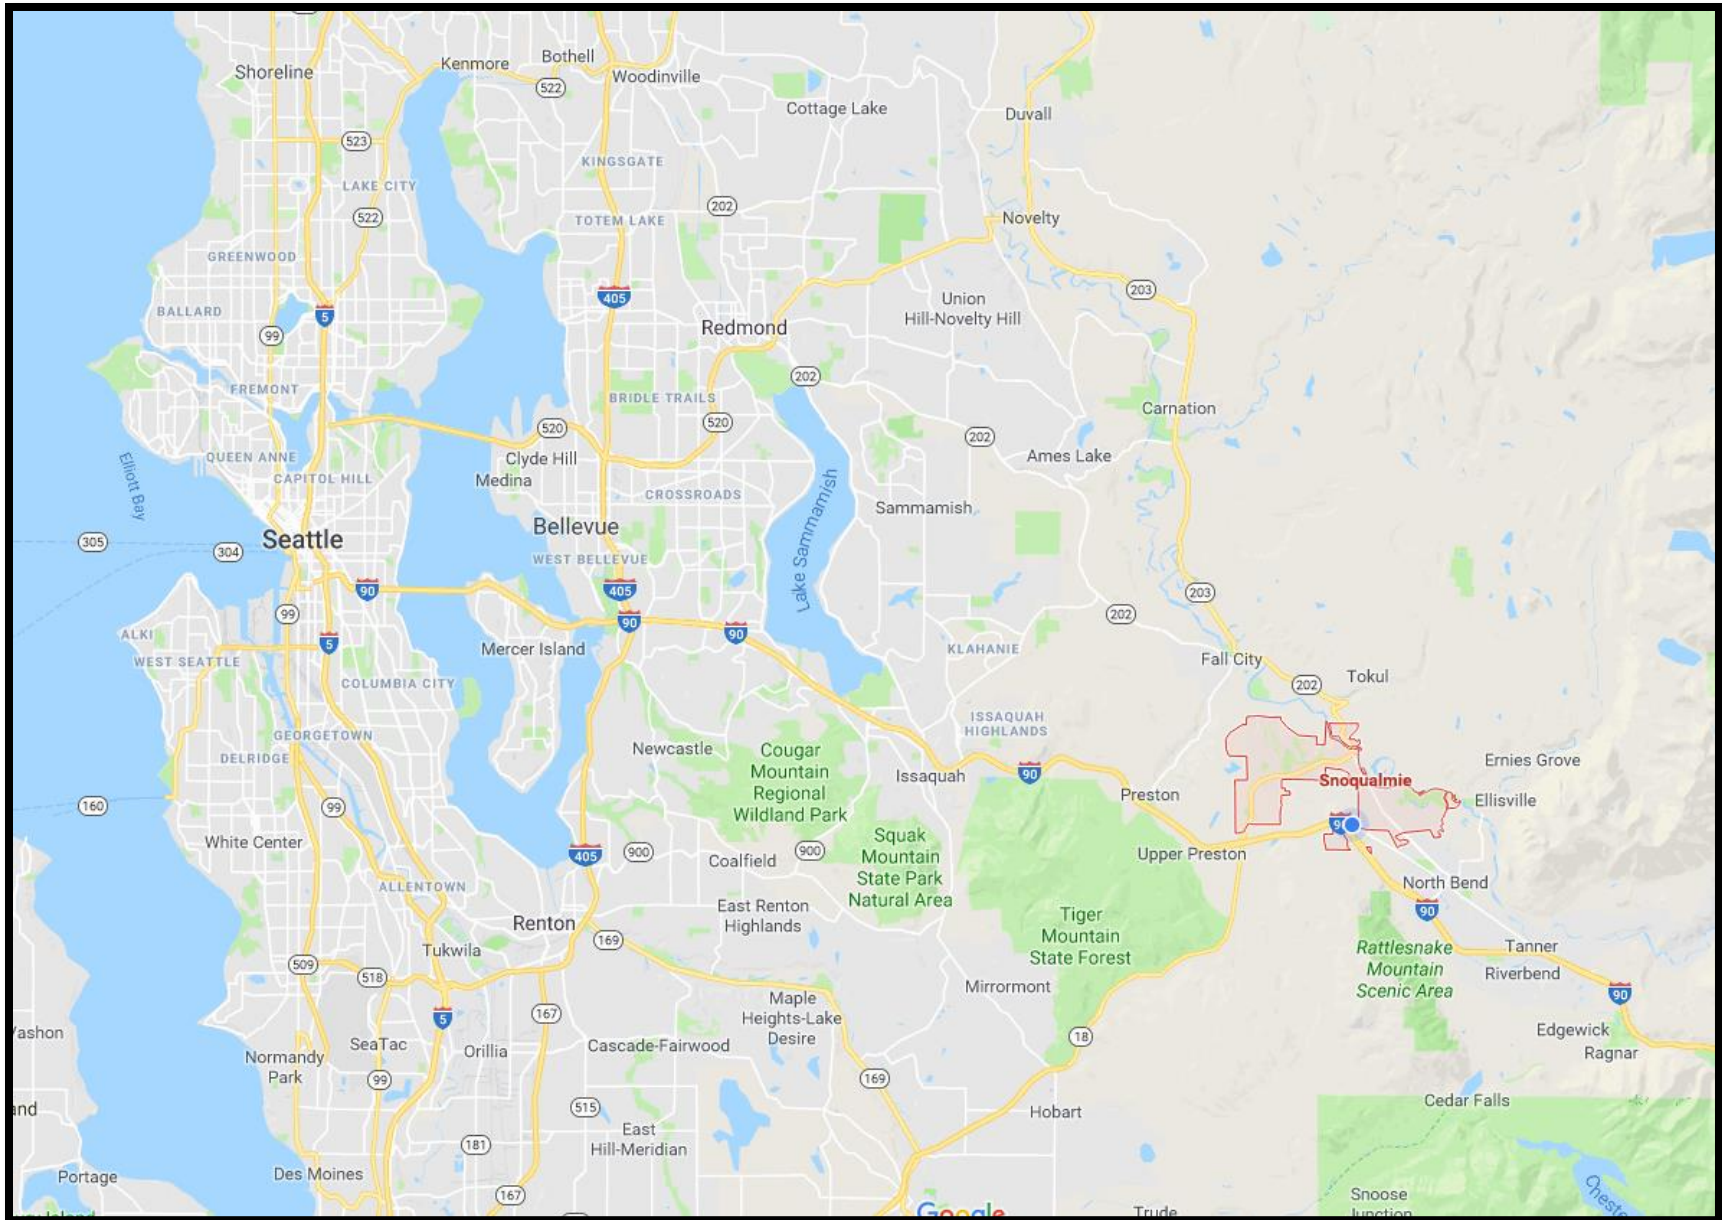 Shoreline
Kenmore
Bothell
Woodinville
522
Cottage Lake
Duvall
523
KINGSGATE
LAKE CITY
522
202
TOTEM LAKE
Novelty
GREENWOOD
405
203
BALLARD
5
Union
Hill-Novelty Hill
99
Redmond
202
FREMONT
BRIDLE TRAILS
Carnation
520
520
202
QUEEN ANNE
Clyde Hill
Ames Lake
Elliott Bay
CAPITOL HILL
Medina
CROSSROADS
Sammamish
Lake Sammamish
Bellevue
Seattle
305
304
WEST BELLEVUE
90
405
203
99
90
90
202
ALKI
5
Mercer Island
KLAHANIE
WEST SEATTLE
Fall City
COLUMBIA CITY
202
Tokul
ISSAQUAH
HIGHLANDS
GEORGETOWN
Newcastle
Cougar
Mountain
Regional
Wildland Park
DELRIDGE
Issaquah
90
Ernies Grove
Snoqualmie
Preston
Ellisville
160
99
90
White Center
Squak
Mountain
State Park
Natural Area
405
900
Coalfield
900
Upper Preston
ALLENTOWN
North Bend
East Renton
Highlands
90
Renton
Tiger
Mountain
State Forest
169
Tukwila
Rattlesnake
Mountain
Scenic Area
Tanner
509
518
Riverbend
Mirrormont
90
Maple
Heights-Lake
Desire
167
5
Edgewick
ashon
SeaTac
Orillia
Cascade-Fairwood
18
Ragnar
Normandy
Park
99
169
Cedar Falls
and
515
Hobart
East
Hill-Meridian
181
Portage
Des Moines
167
Snoose
Junction
Cheste
Google
Trude
Island